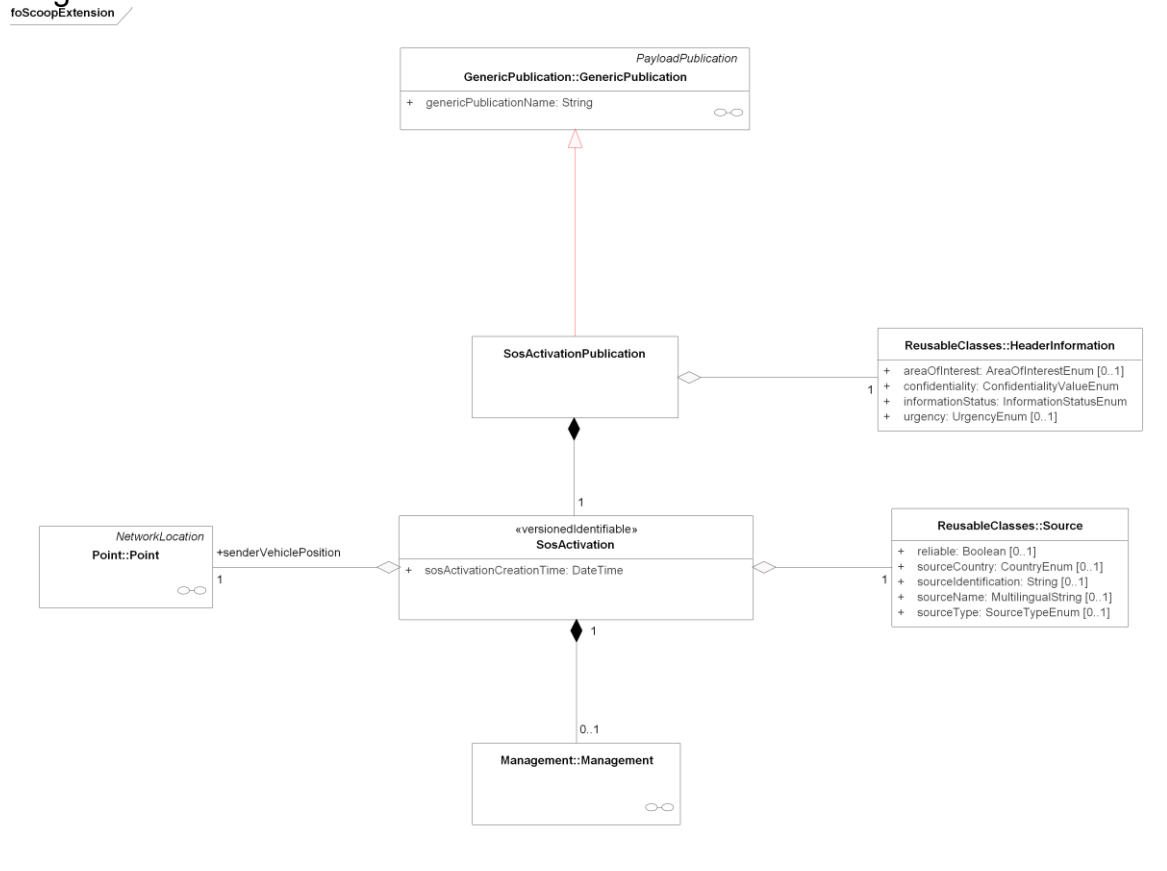 foScoopExtension
PayloadPublication
GenericPublication::GenericPublication
+ genericPublicationName: String
SosActivationPublication
1
ReusableClasses::HeaderInformation
+ areaOfInterest: AreaOfInterestEnum [0..1]
+ confidentiality: ConfidentialityValueEnum
+ informationStatus: InformationStatusEnum
+ urgency: UrgencyEnum [0..1]
1
NetworkLocation
Point::Point
+senderVehiclePosition
1
«versionedIdentifiable»
SosActivation
+ sosActivationCreationTime: DateTime
1
ReusableClasses::Source
+ reliable: Boolean [0..1]
+ sourceCountry: CountryEnum [0..1]
+ sourceIdentification: String [0..1]
+ sourceName: MultilingualString [0..1]
+ sourceType: SourceTypeEnum [0..1]
1
0..1
Management::Management